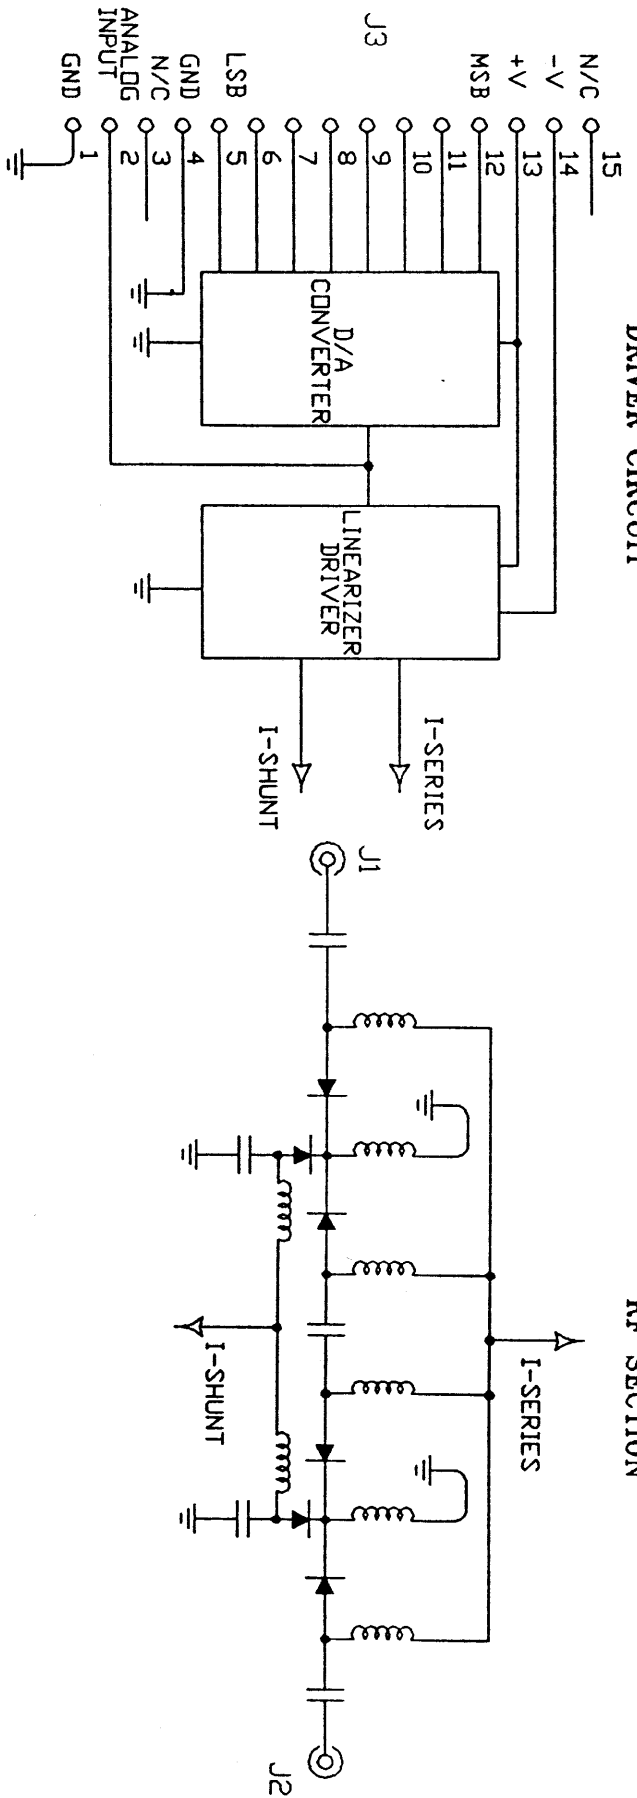 DRIVER CIRCUIT
J3
N/C 15
-V 14
+V 13
MSB 12
11
10
9
8
7
6
LSB 5
GND 4
N/C 3
ANALOG 2
INPUT
GND 1
D/A
CONVERTER
LINEARIZER
DRIVER
I-SERIES
I-SHUNT
RF SECTION
J1
I-SERIES
I-SHUNT
J2